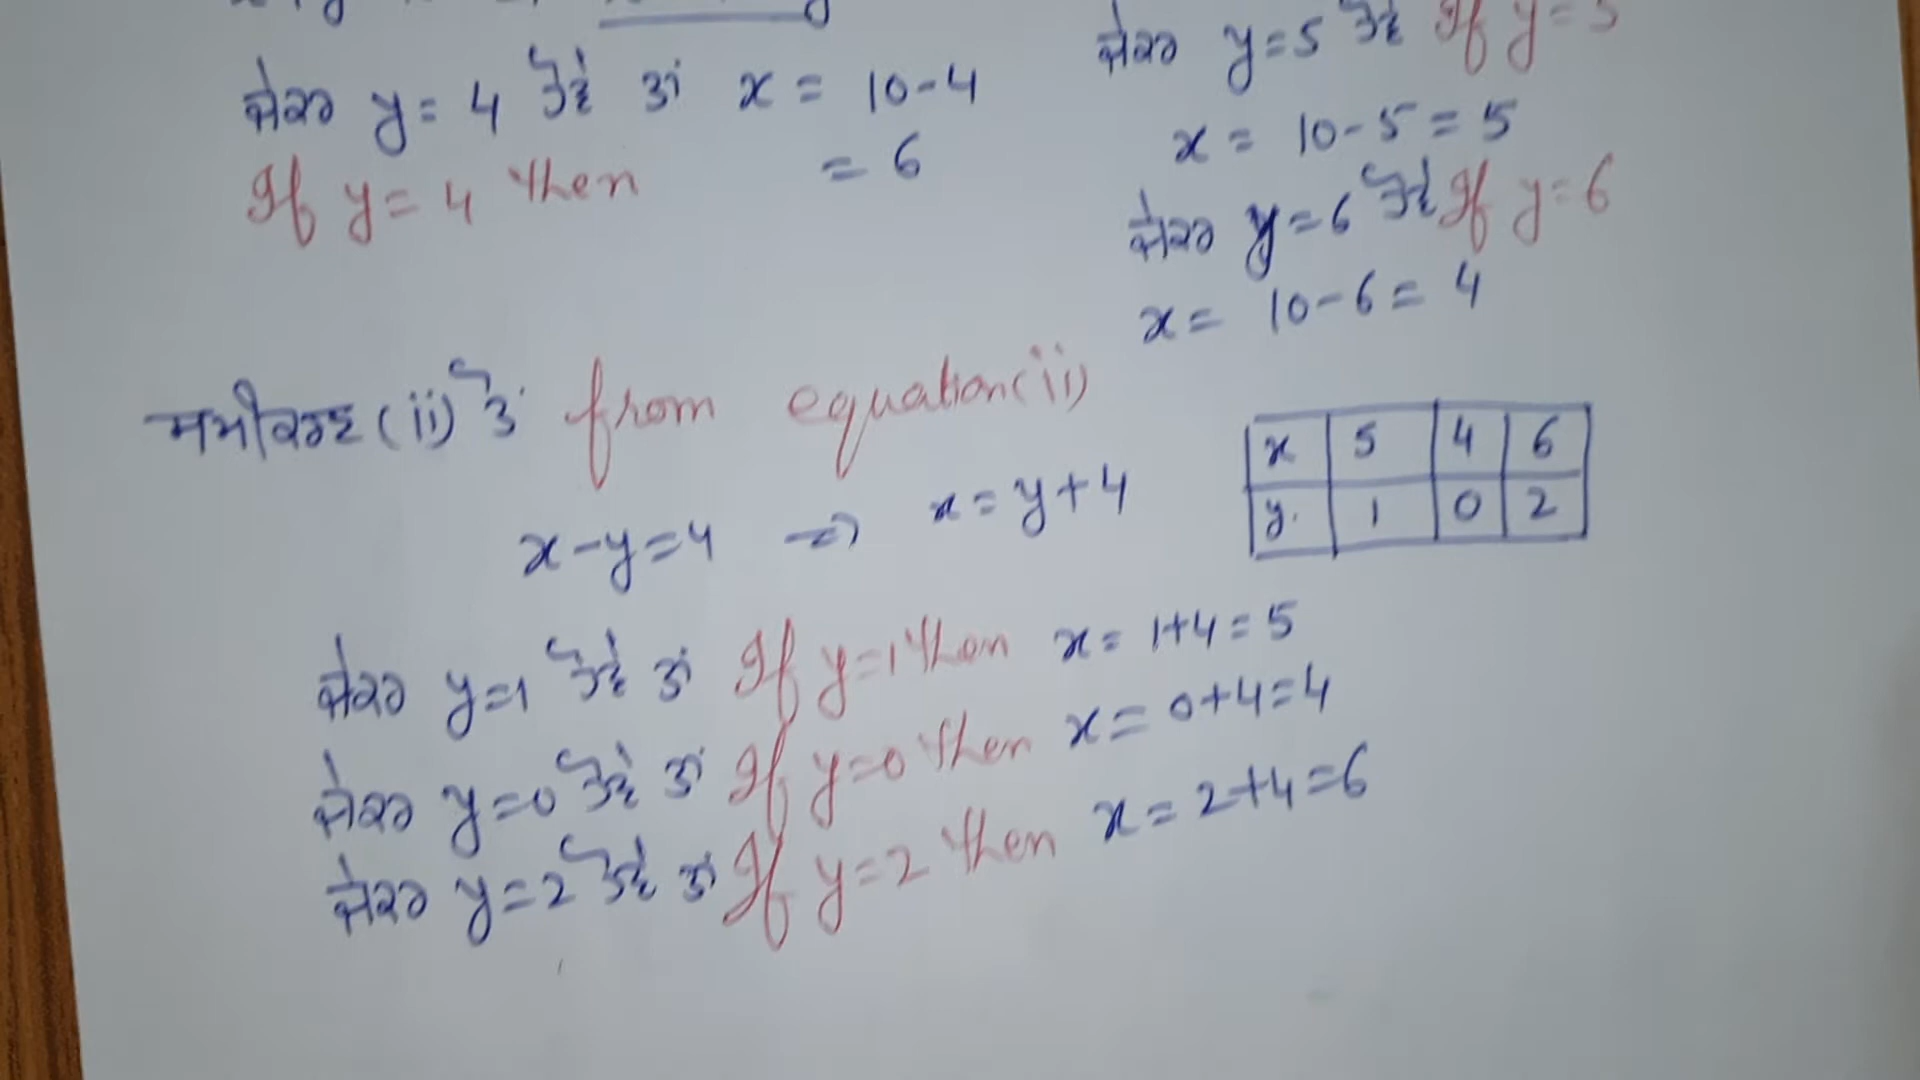 ਜੇਕਰ y = 4 ਹੋਵੇ ਤਾਂ x = 10-4
= 6
If y = 4 then
ਜੇਕਰ y=5 ਹੋਵੇ If y=5
x = 10-5 = 5
ਜੇਕਰ y=6 ਹੋਵੇ If y=6
x = 10-6 = 4
ਸਮੀਕਰਣ (ii) ਤੋਂ from equation (ii)
x-y=4 ⇒ x = y+4
x 5 4 6
y. 1 0 2
ਜੇਕਰ y=1 ਹੋਵੇ ਤਾਂ If y=1 then x = 1+4=5
ਜੇਕਰ y=0 ਹੋਵੇ ਤਾਂ If y=0 then x = 0+4=4
ਜੇਕਰ y=2 ਹੋਵੇ ਤਾਂ If y=2 then x = 2+4=6